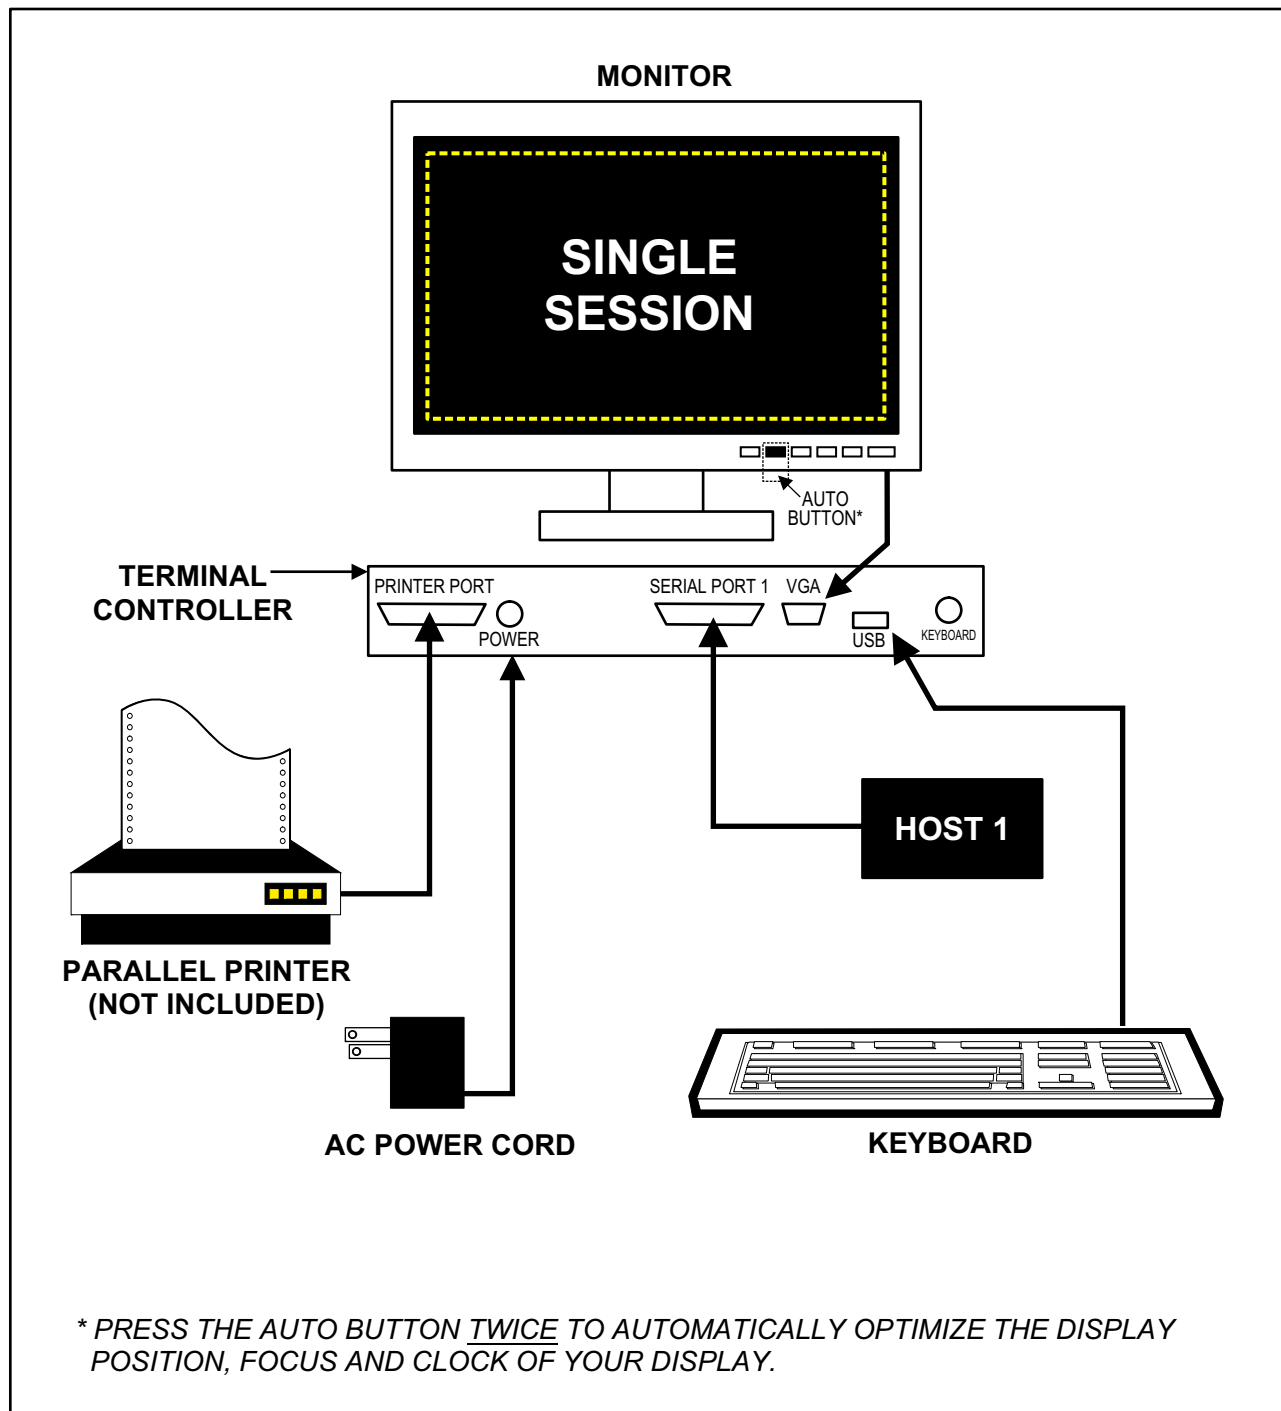 MONITOR
SINGLE
SESSION
AUTO
BUTTON*
TERMINAL
CONTROLLER
PRINTER PORT
POWER
SERIAL PORT 1
VGA
USB
KEYBOARD
HOST 1
PARALLEL PRINTER
(NOT INCLUDED)
AC POWER CORD
KEYBOARD
* PRESS THE AUTO BUTTON TWICE TO AUTOMATICALLY OPTIMIZE THE DISPLAY
POSITION, FOCUS AND CLOCK OF YOUR DISPLAY.